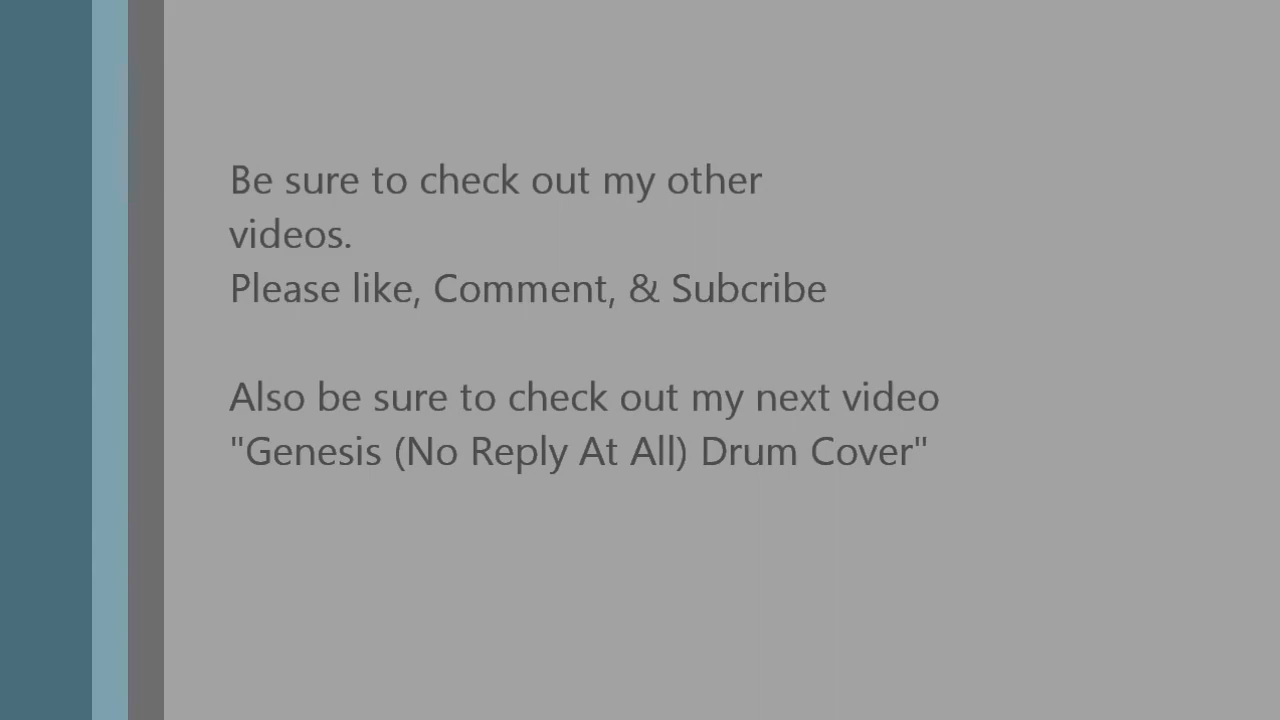 Be sure to check out my other
videos.
Please like, Comment, & Subcribe
Also be sure to check out my next video
"Genesis (No Reply At All) Drum Cover"